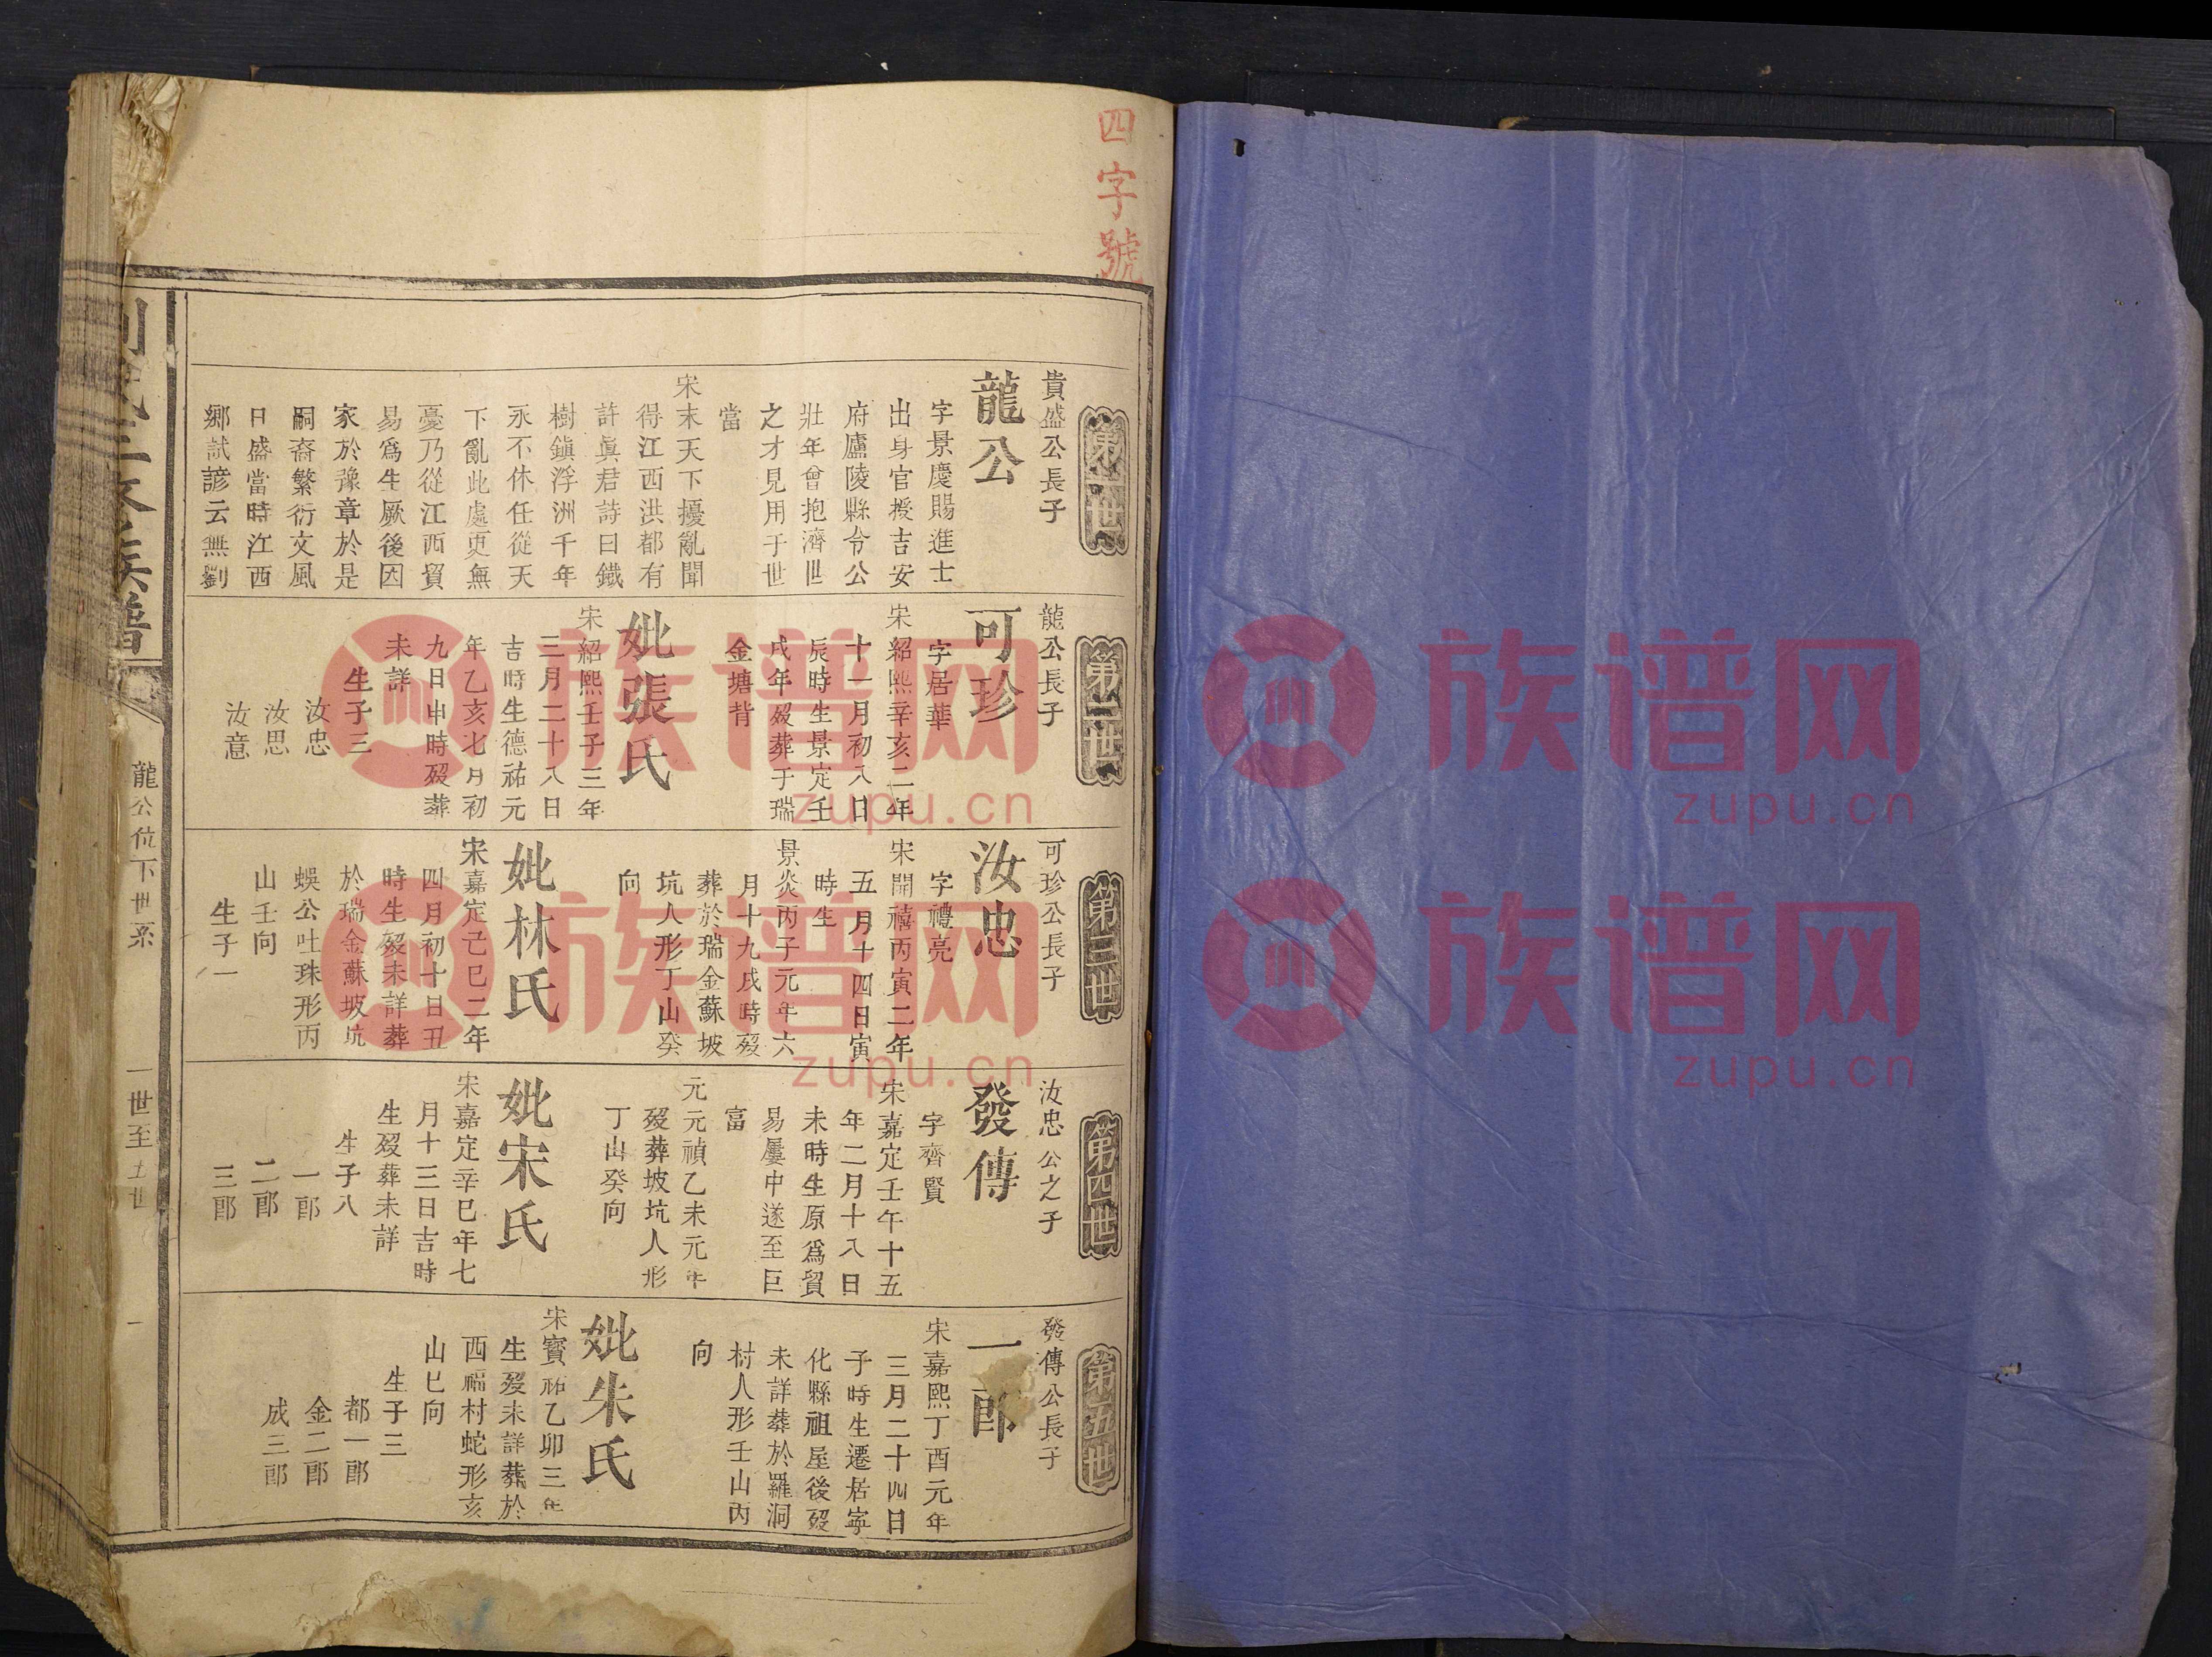 四字號
第一世
貴盛公長子
龍公
字景慶賜進士
出身官授吉安
府廬陵縣令公
壯年會抱濟世
之才見用于世
當
宋末天下擾亂聞
得江西洪都有
許眞君詩曰鐵
樹鎭浮洲千年
永不休任從天
下亂此處更無
憂乃從江西貿
易爲生厥後因
家於豫章於是
嗣裔繁衍文風
日盛當時江西
鄉試諺云無劉
第二世
龍公長子
可珍
字居華
宋紹熙辛亥二年
十一月初八日
辰時生景定壬
戌年歿葬于瑞
金塘背
妣張氏
宋紹熙壬子三年
三月二十八日
吉時生德祐元
年乙亥七月初
九日申時歿葬
未詳
生子三
汝忠
汝思
汝意
第三世
可珍公長子
汝忠
字禮亮
宋開禧丙寅二年
五月十四日寅
時生
景炎丙子元年六
月十九戌時歿
葬於瑞金蘇坡
坑人形丁山癸
向
妣林氏
宋嘉定己巳二年
四月初十日丑
時生歿未詳葬
於瑞金蘇坡坑
蜈公吐珠形丙
山壬向
生子一
第四世
汝忠公之子
發傳
字齊賢
宋嘉定壬午十五
年二月十八日
未時生原爲貿
易屢中遂至巨
富
元元禎乙未元年
歿葬坡坑人形
丁山癸向
妣宋氏
宋嘉定辛巳年七
月十三日吉時
生歿葬未詳
生子八
一郎
二郎
三郎
第五世
發傳公長子
一郎
宋嘉熙丁酉元年
三月二十四日
子時生遷居寧
化縣祖屋後歿
未詳葬於羅洞
村人形壬山丙
向
妣朱氏
宋寶祐乙卯三年
生歿未詳葬於
西福村蛇形亥
山巳向
生子三
都一郎
金二郎
成三郎
龍公位下世系
一世至
一
族谱网
zupu.cn
族谱网
zupu.cn
族谱网
zupu.cn
族谱网
zupu.cn